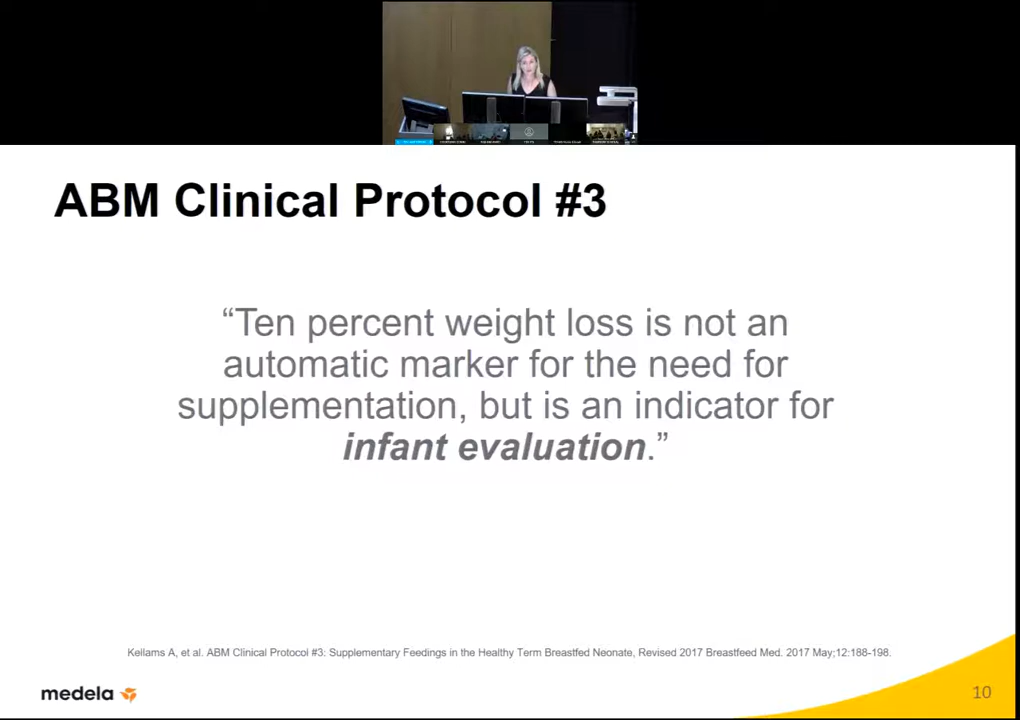 ABM Clinical Protocol #3
“Ten percent weight loss is not an
automatic marker for the need for
supplementation, but is an indicator for
infant evaluation.”
Kellams A, et al. ABM Clinical Protocol #3: Supplementary Feedings in the Healthy Term Breastfed Neonate, Revised 2017 Breastfeed Med. 2017 May;12:188-198.
medela
10